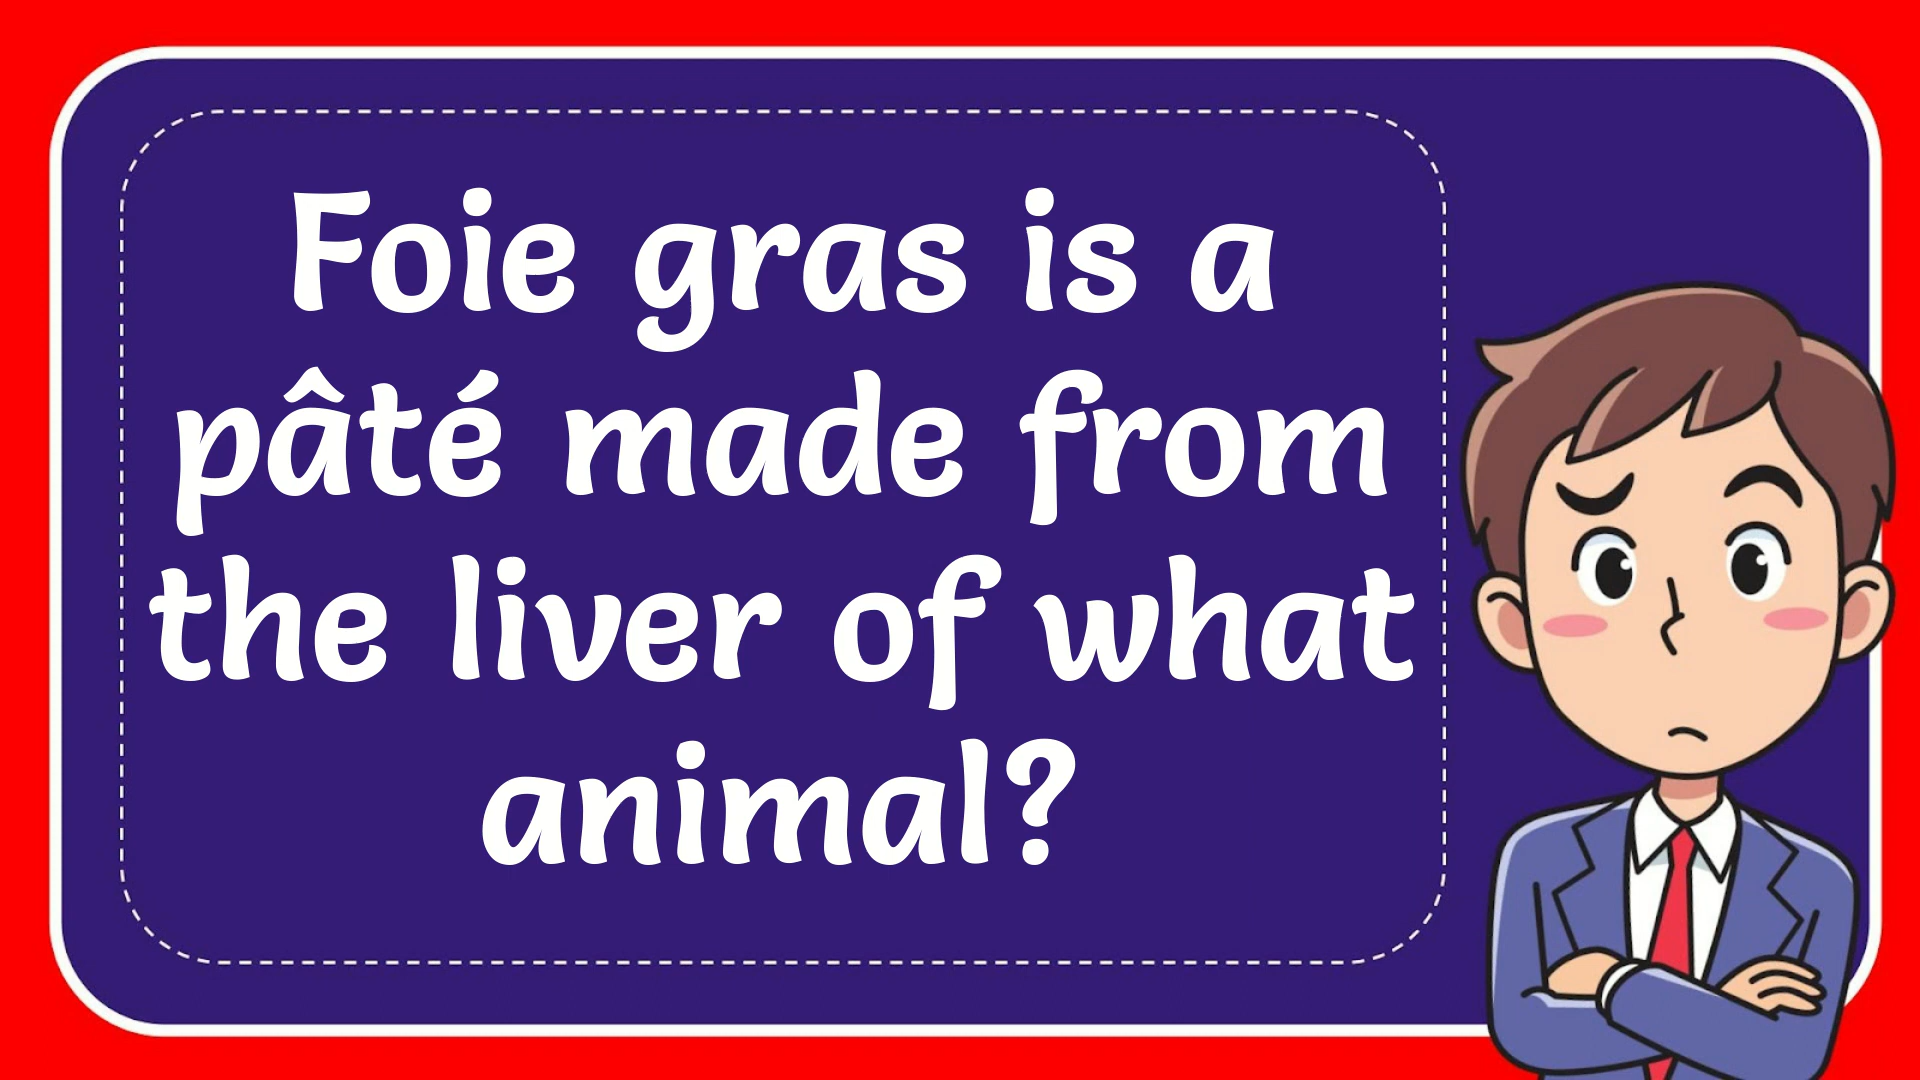 Foie gras is a
pâté made from
the liver of what
animal?